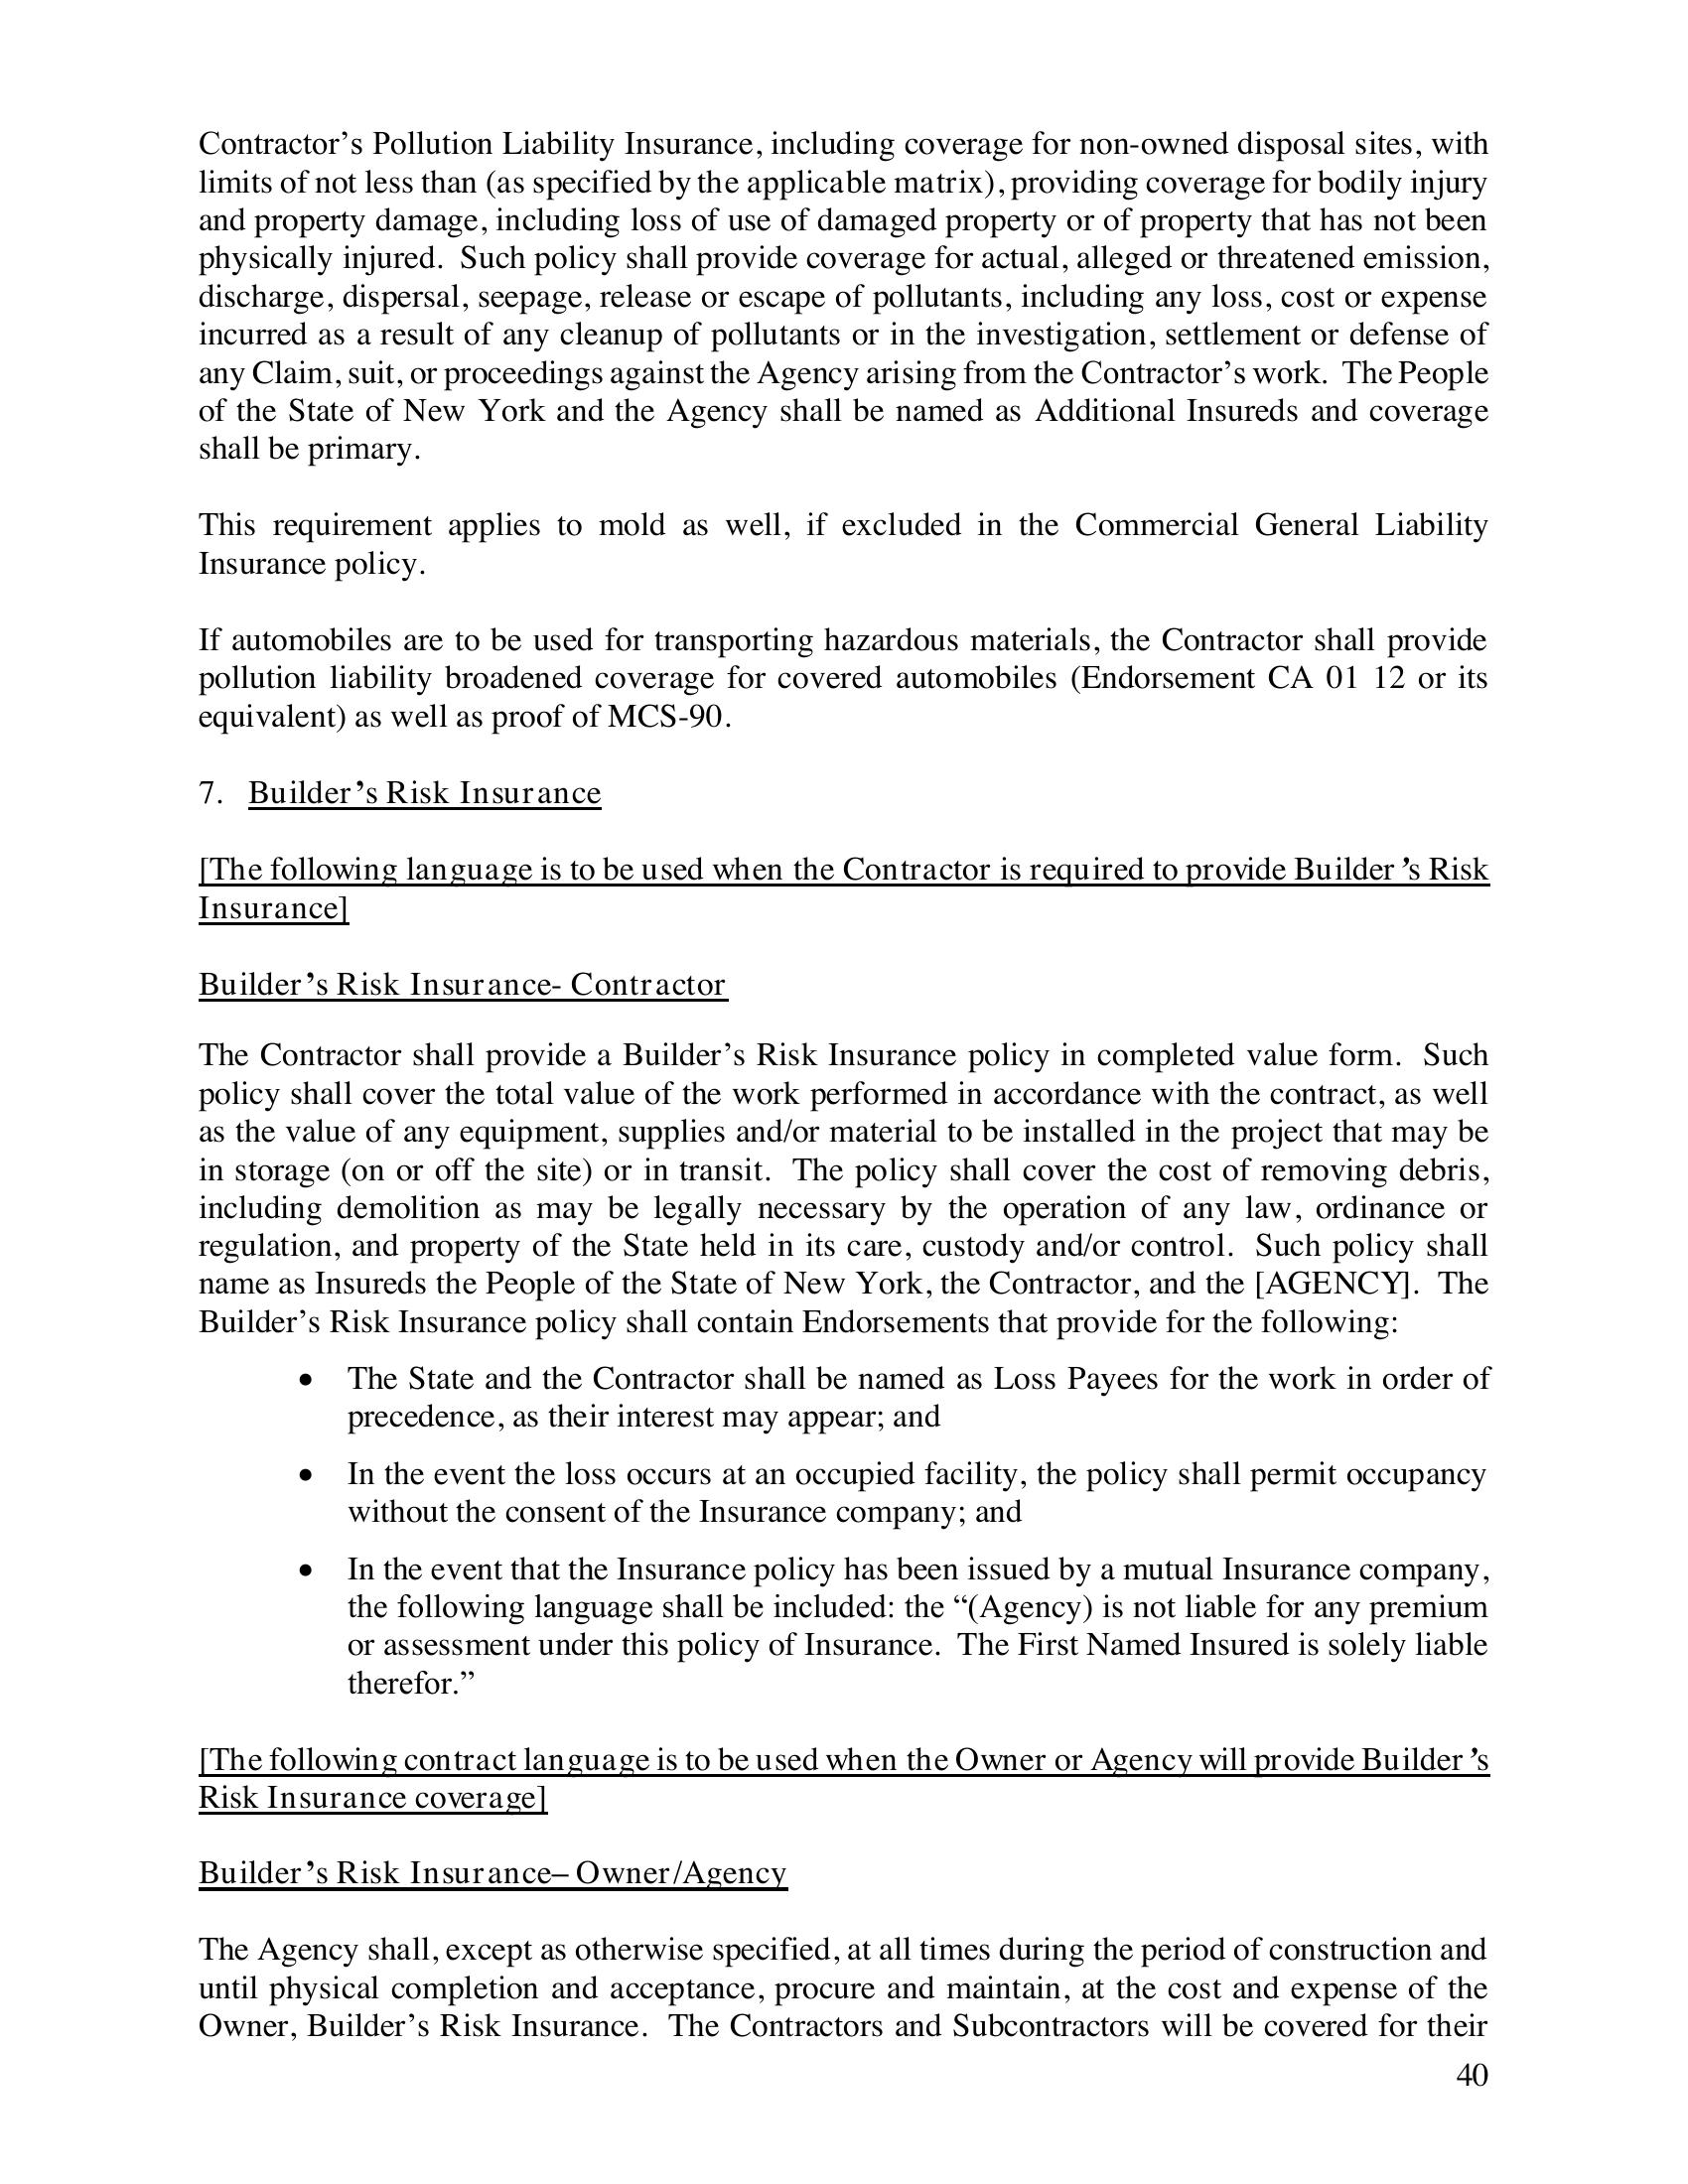 Contractor’s Pollution Liability Insurance, including coverage for non-owned disposal sites, with
limits of not less than (as specified by the applicable matrix), providing coverage for bodily injury
and property damage, including loss of use of damaged property or of property that has not been
physically injured. Such policy shall provide coverage for actual, alleged or threatened emission,
discharge, dispersal, seepage, release or escape of pollutants, including any loss, cost or expense
incurred as a result of any cleanup of pollutants or in the investigation, settlement or defense of
any Claim, suit, or proceedings against the Agency arising from the Contractor’s work. The People
of the State of New York and the Agency shall be named as Additional Insureds and coverage
shall be primary.
This requirement applies to mold as well, if excluded in the Commercial General Liability
Insurance policy.
If automobiles are to be used for transporting hazardous materials, the Contractor shall provide
pollution liability broadened coverage for covered automobiles (Endorsement CA 01 12 or its
equivalent) as well as proof of MCS-90.
7. Builder’s Risk Insurance
[The following language is to be used when the Contractor is required to provide Builder’s Risk
Insurance]
Builder’s Risk Insurance- Contractor
The Contractor shall provide a Builder’s Risk Insurance policy in completed value form. Such
policy shall cover the total value of the work performed in accordance with the contract, as well
as the value of any equipment, supplies and/or material to be installed in the project that may be
in storage (on or off the site) or in transit. The policy shall cover the cost of removing debris,
including demolition as may be legally necessary by the operation of any law, ordinance or
regulation, and property of the State held in its care, custody and/or control. Such policy shall
name as Insureds the People of the State of New York, the Contractor, and the [AGENCY]. The
Builder’s Risk Insurance policy shall contain Endorsements that provide for the following:
• The State and the Contractor shall be named as Loss Payees for the work in order of
precedence, as their interest may appear; and
• In the event the loss occurs at an occupied facility, the policy shall permit occupancy
without the consent of the Insurance company; and
• In the event that the Insurance policy has been issued by a mutual Insurance company,
the following language shall be included: the “(Agency) is not liable for any premium
or assessment under this policy of Insurance. The First Named Insured is solely liable
therefor.”
[The following contract language is to be used when the Owner or Agency will provide Builder’s
Risk Insurance coverage]
Builder’s Risk Insurance– Owner/Agency
The Agency shall, except as otherwise specified, at all times during the period of construction and
until physical completion and acceptance, procure and maintain, at the cost and expense of the
Owner, Builder’s Risk Insurance. The Contractors and Subcontractors will be covered for their
40